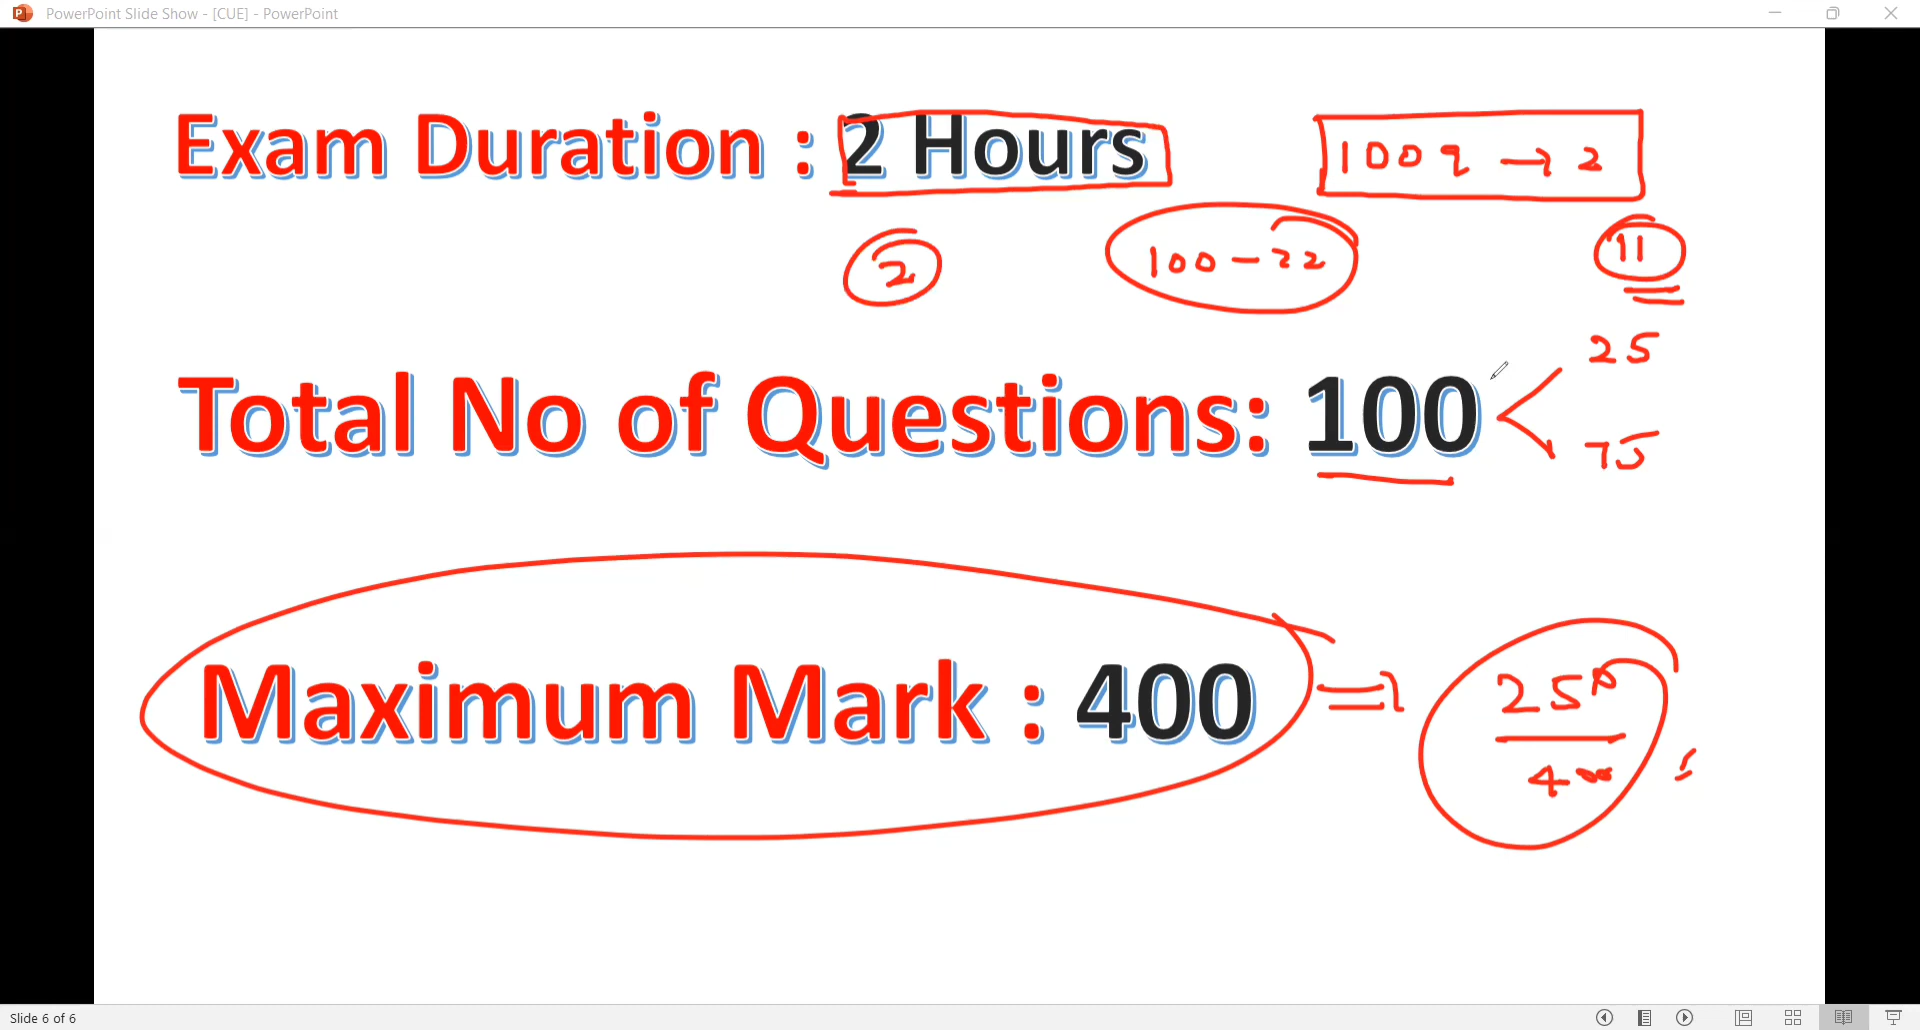 PowerPoint Slide Show - [CUE] - PowerPoint
Exam Duration : 2 Hours
100 q → 2
2
100 - 22
11
25
Total No of Questions: 100
75
Maximum Mark : 400
25
400
Slide 6 of 6